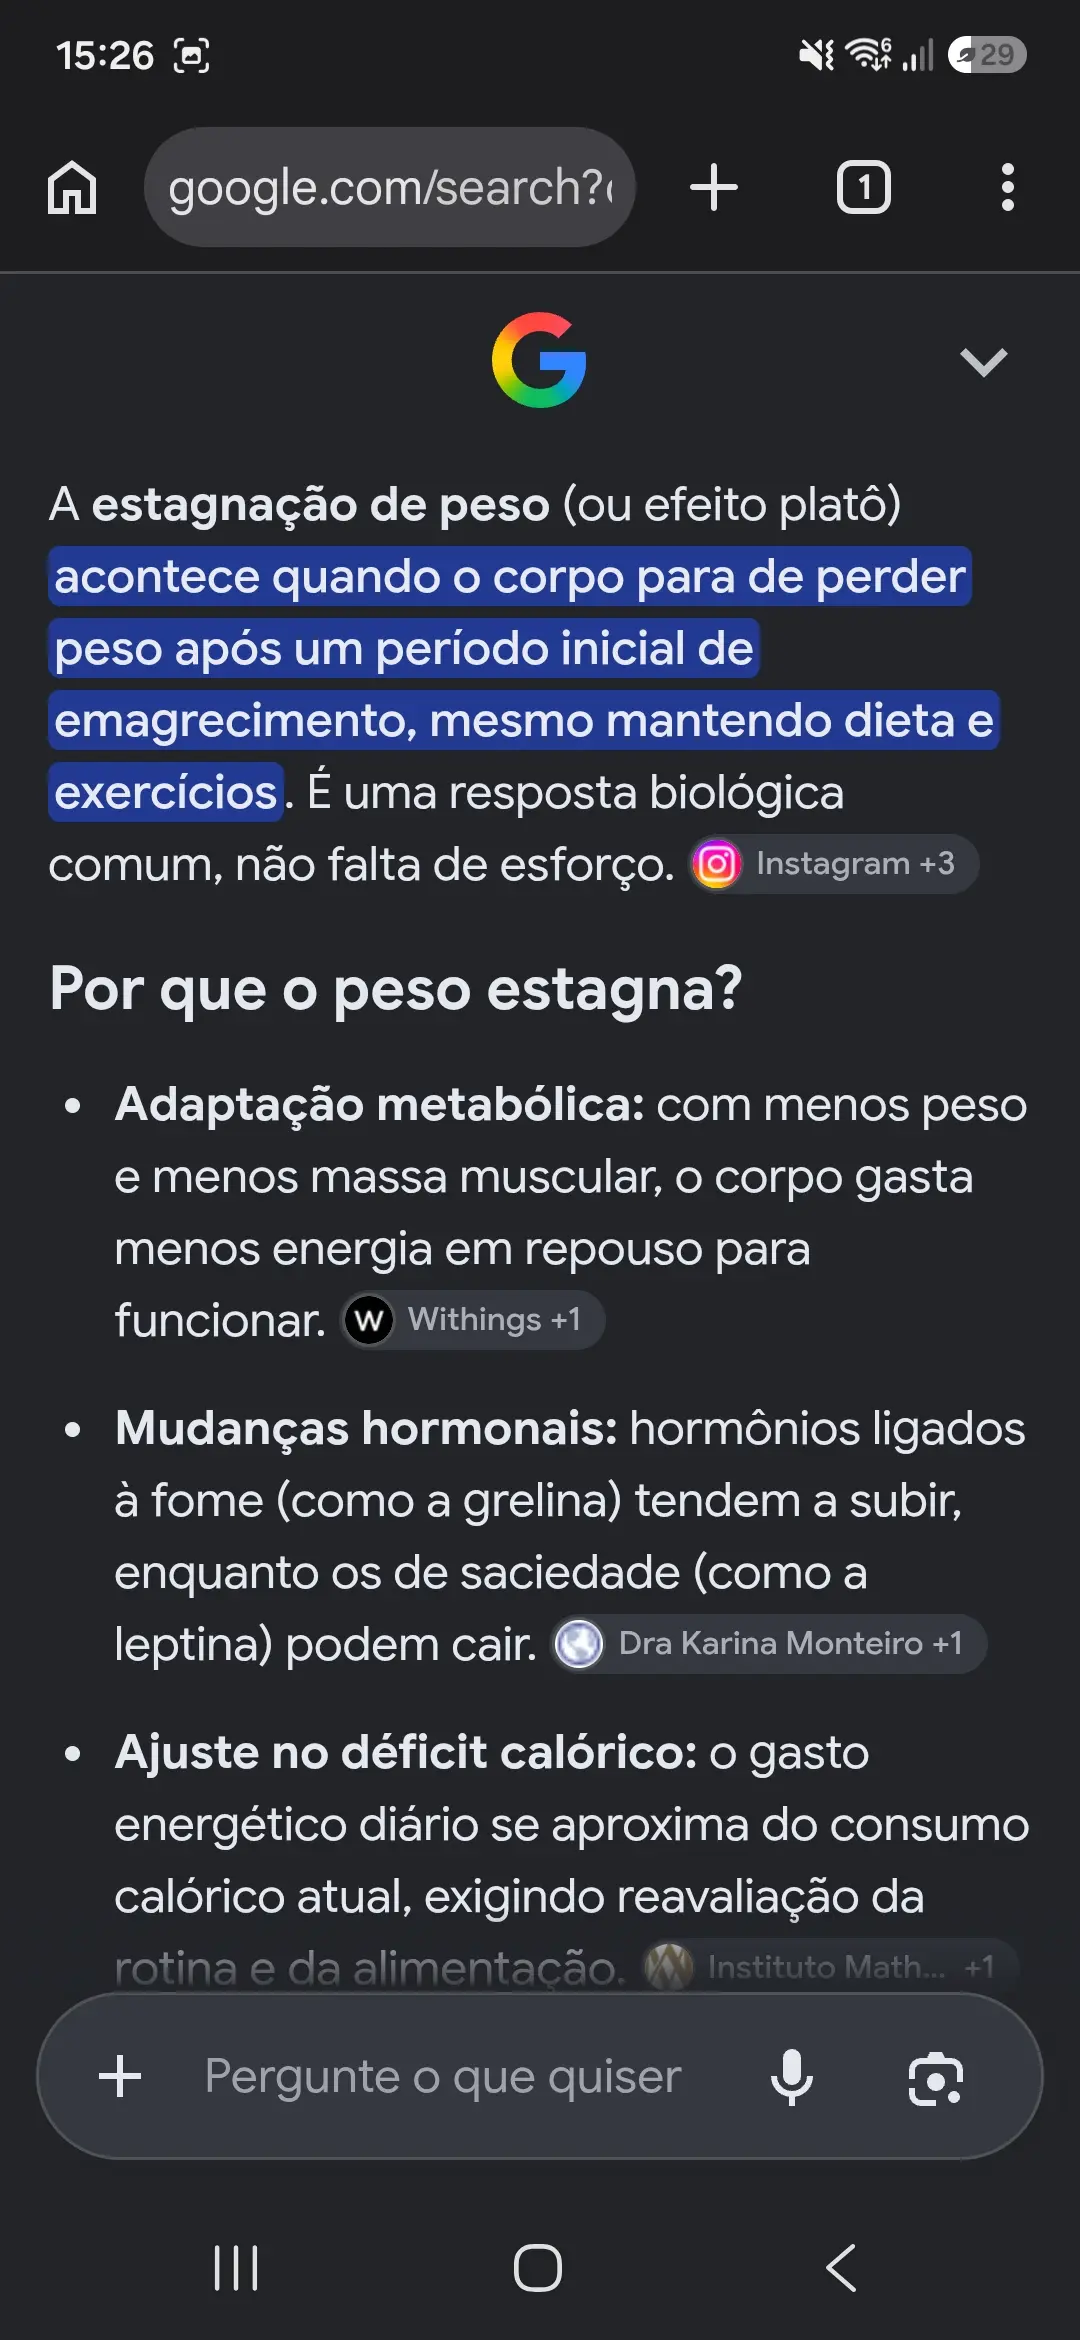 15:26
6
29
google.com/search?
1
A estagnação de peso (ou efeito platô)
acontece quando o corpo para de perder
peso após um período inicial de
emagrecimento, mesmo mantendo dieta e
exercícios. É uma resposta biológica
comum, não falta de esforço. Instagram +3
Por que o peso estagna?
• Adaptação metabólica: com menos peso
e menos massa muscular, o corpo gasta
menos energia em repouso para
funcionar. W Withings +1
• Mudanças hormonais: hormônios ligados
à fome (como a grelina) tendem a subir,
enquanto os de saciedade (como a
leptina) podem cair. Dra Karina Monteiro +1
• Ajuste no déficit calórico: o gasto
energético diário se aproxima do consumo
calórico atual, exigindo reavaliação da
rotina e da alimentação. Instituto Math... +1
Pergunte o que quiser